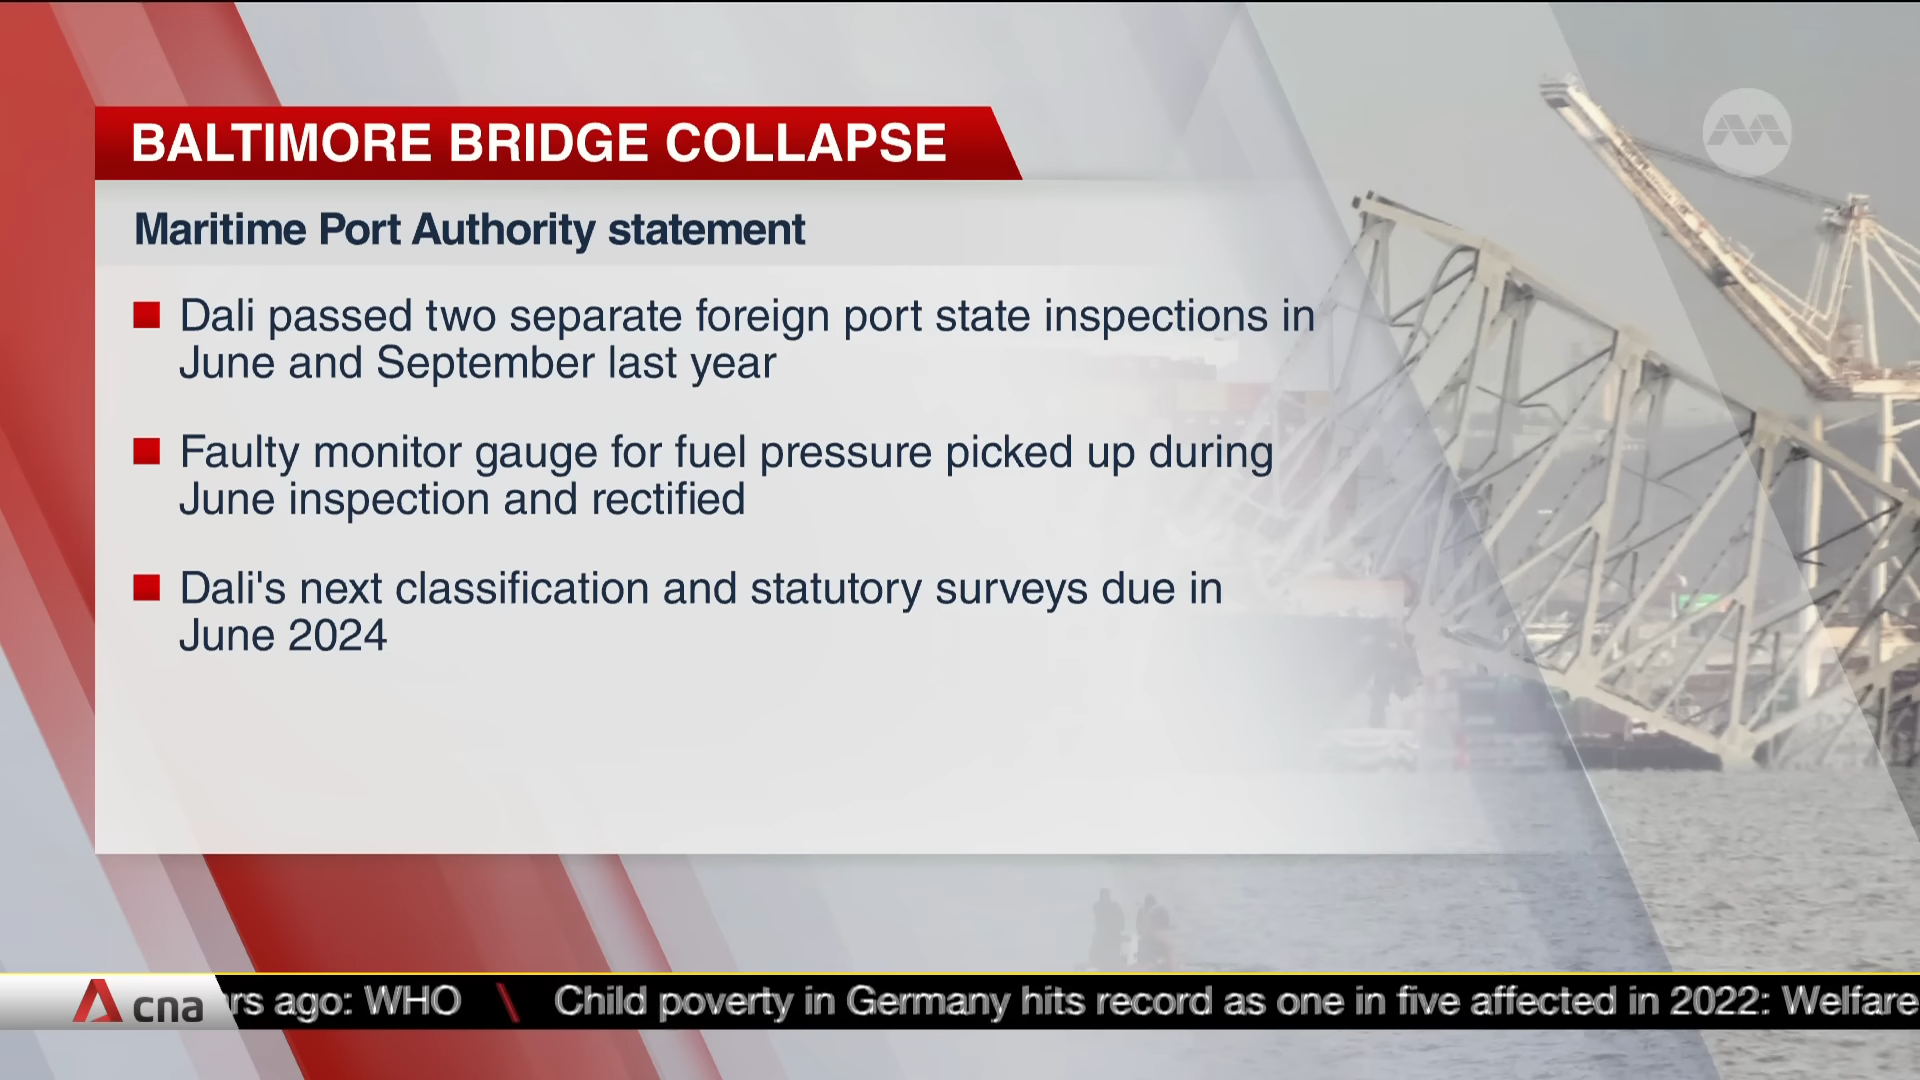 BALTIMORE BRIDGE COLLAPSE
Maritime Port Authority statement
Dali passed two separate foreign port state inspections in
June and September last year
Faulty monitor gauge for fuel pressure picked up during
June inspection and rectified
Dali's next classification and statutory surveys due in
June 2024
cna
rs ago: WHO \ Child poverty in Germany hits record as one in five affected in 2022: Welfare